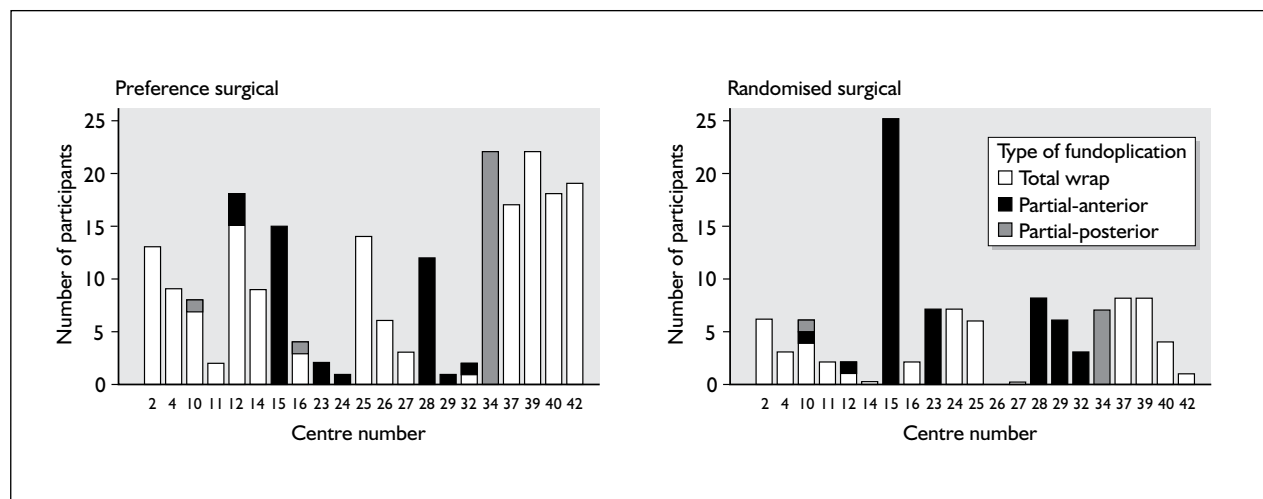 Preference surgical
Number of participants
25
20
15
10
5
0
2 4 10 11 12 14 15 16 23 24 25 26 27 28 29 32 34 37 39 40 42
Centre number
Randomised surgical
Number of participants
25
20
15
10
5
0
2 4 10 11 12 14 15 16 23 24 25 26 27 28 29 32 34 37 39 40 42
Centre number
Type of fundoplication
Total wrap
Partial-anterior
Partial-posterior